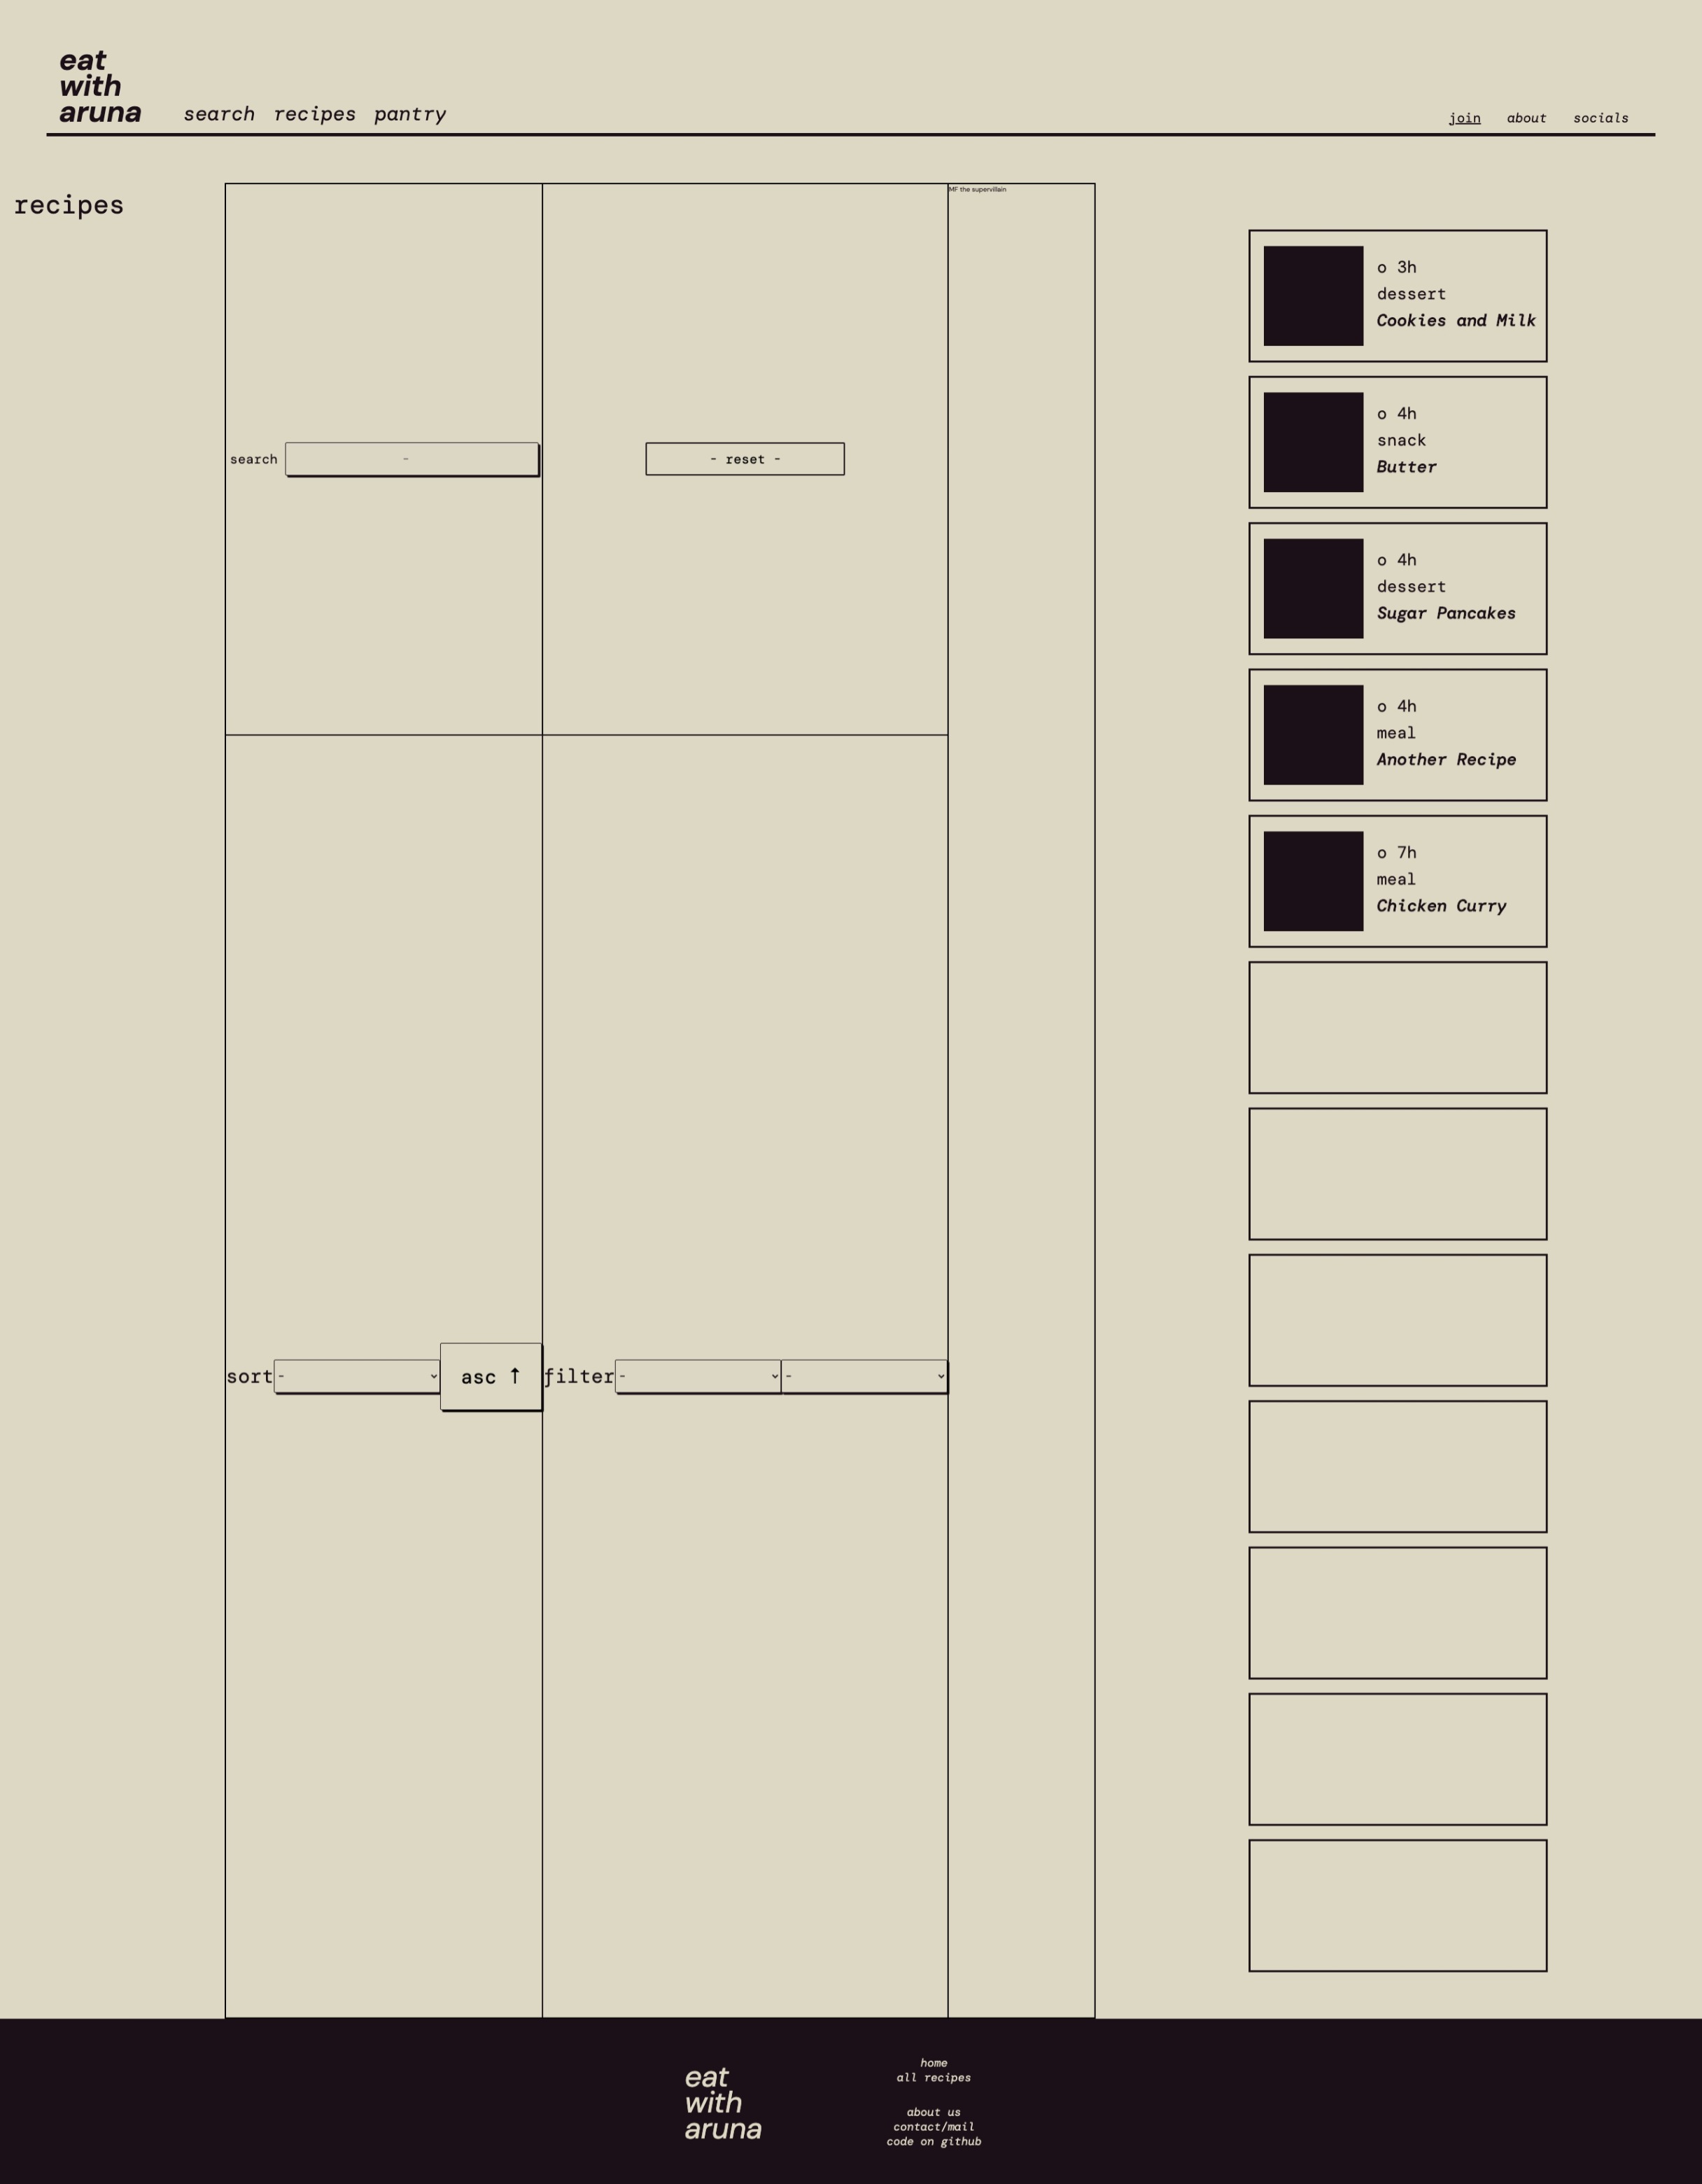 eat
with
aruna
search recipes pantry
join about socials
recipes
MF the supervillain
search -
- reset -
sort - asc ↑ filter - -
o 3h
dessert
Cookies and Milk
o 4h
snack
Butter
o 4h
dessert
Sugar Pancakes
o 4h
meal
Another Recipe
o 7h
meal
Chicken Curry
eat
with
aruna
home
all recipes
about us
contact/mail
code on github